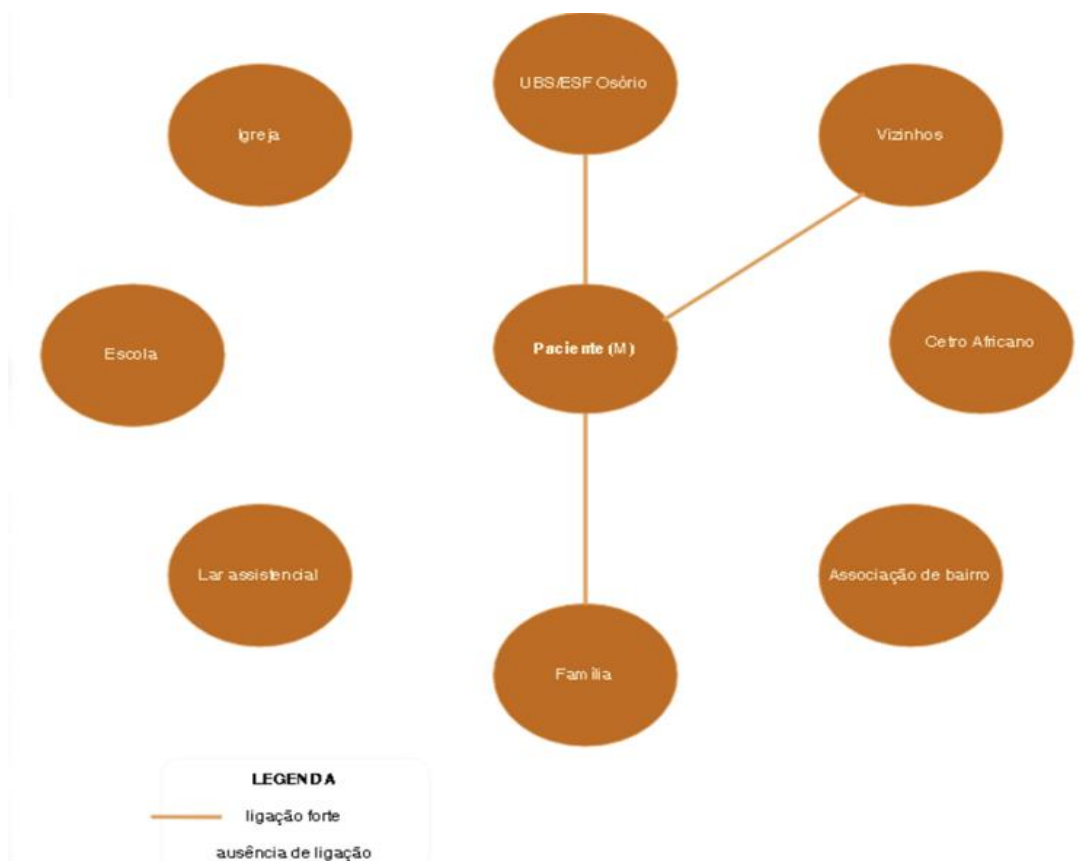 UBS/ESF Osório
Igreja
Vizinhos
Cetro Africano
Escola
Paciente (M)
Lar assistencial
Associação de bairro
Família
LEGENDA
ligação forte
ausência de ligação